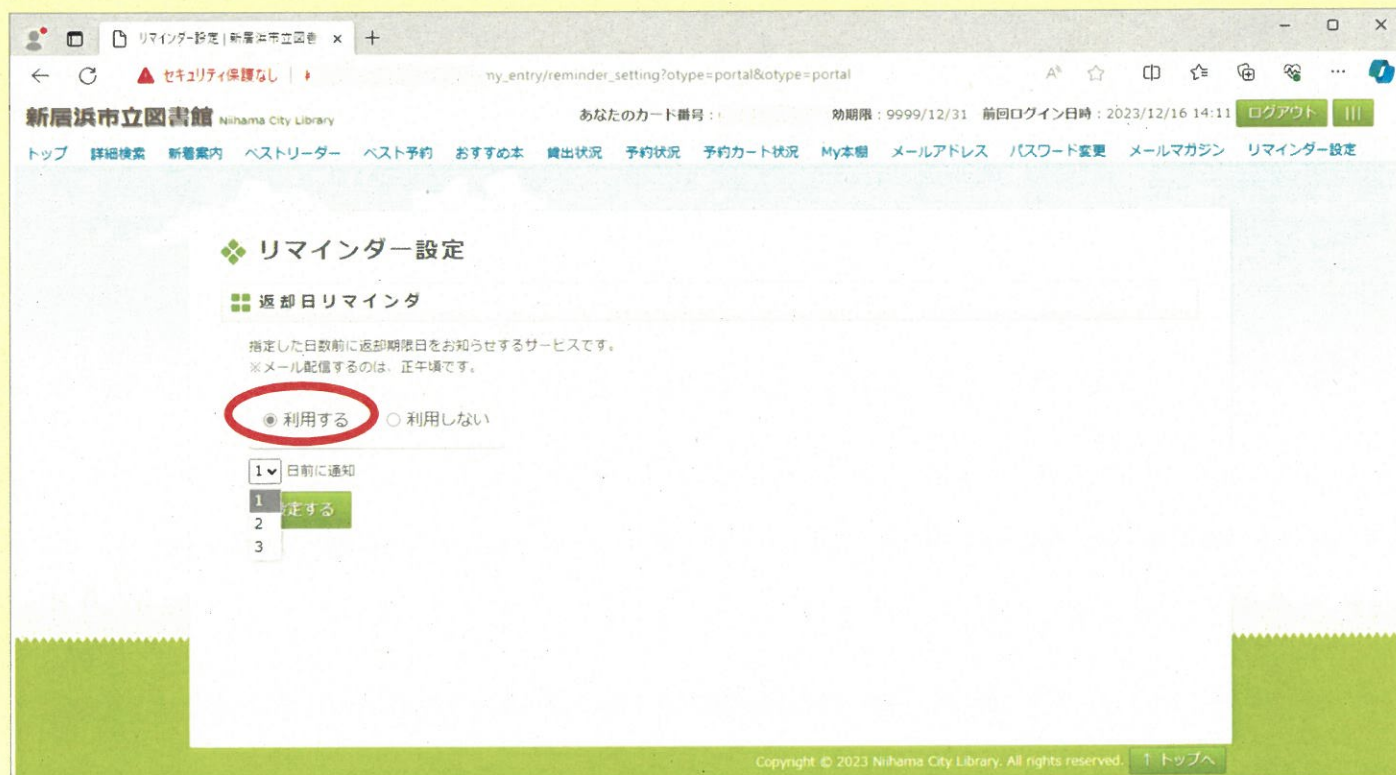 リマインダー設定 | 新居浜市立図書
セキュリティ保護なし
my_entry/reminder_setting?otype=portal&otype=portal
新居浜市立図書館 Niihama City Library あなたのカード番号: 効期限:9999/12/31 前回ログイン日時:2023/12/16 14:11 ログアウト
トップ 詳細検索 新着案内 ベストリーダー ベスト予約 おすすめ本 貸出状況 予約状況 予約カート状況 My本棚 メールアドレス パスワード変更 メールマガジン リマインダー設定
リマインダー設定
返却日リマインダ
指定した日数前に返却期限日をお知らせするサービスです。
※メール配信するのは、正午頃です。
利用する 利用しない
1 日前に通知
1 定する
2
3
Copyright © 2023 Niihama City Library. All rights reserved. ↑ トップへ